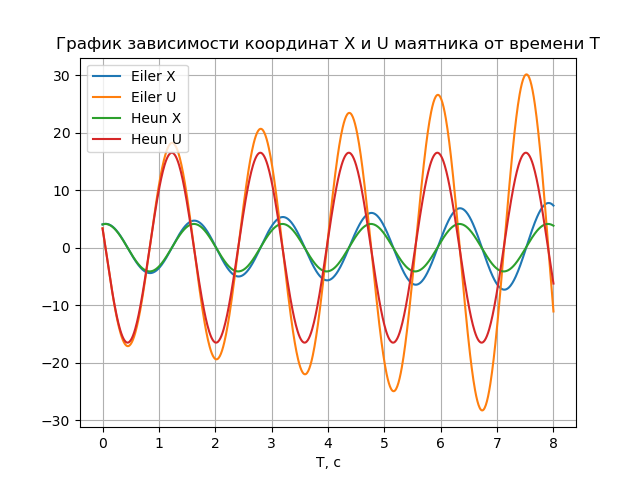 График зависимости координат X и U маятника от времени T
Eiler X
Eiler U
Heun X
Heun U
30
20
10
0
−10
−20
−30
0 1 2 3 4 5 6 7 8
T, c